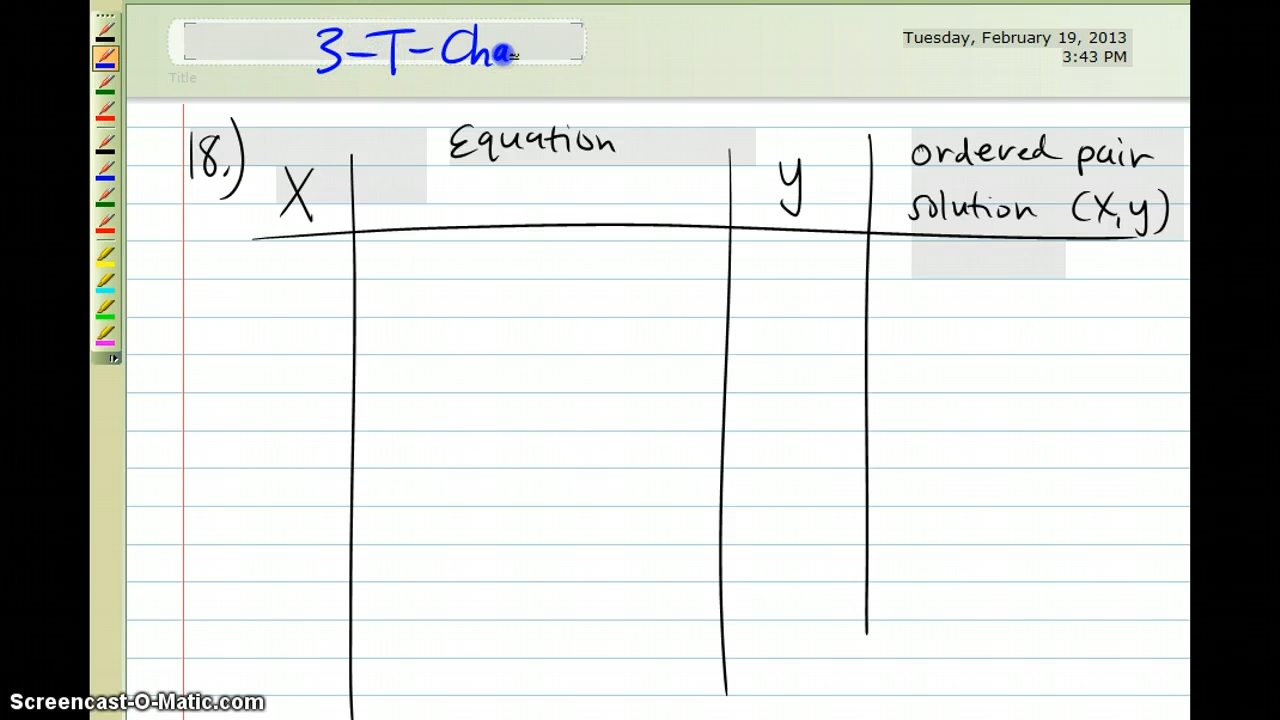 3-T-Cha
Tuesday, February 19, 2013
3:43 PM
Title
18.)
X
Equation
y
ordered pair
solution (X,y)
Screencast-O-Matic.com